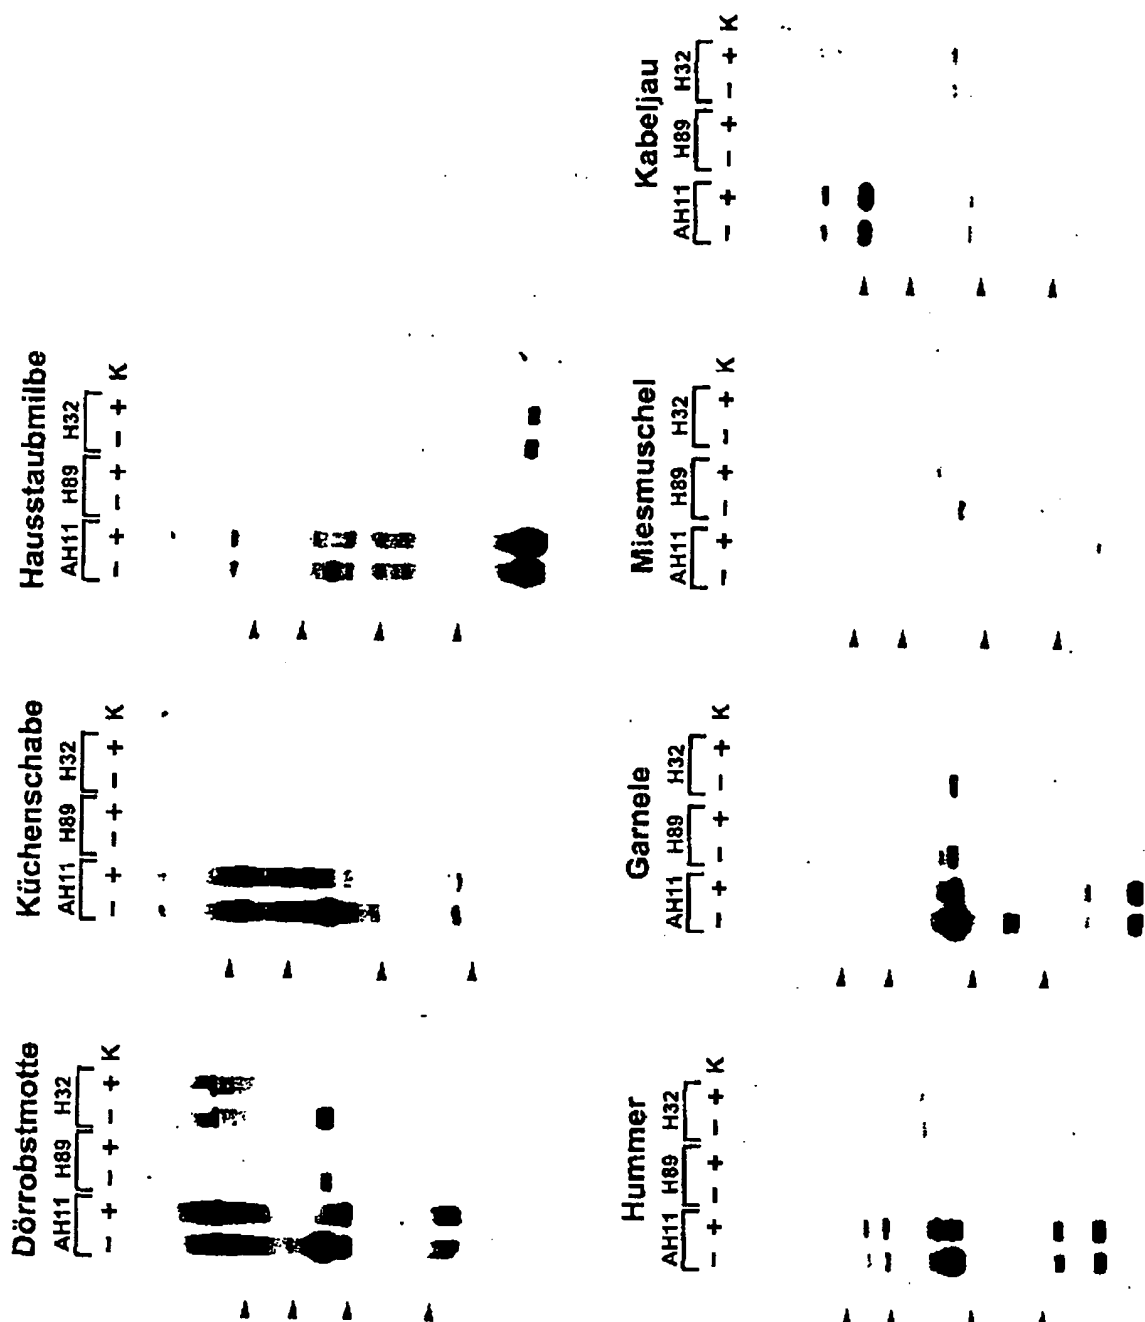 Dörrobstmotte
AH11 H89 H32
− + − + − + K
Küchenschabe
AH11 H89 H32
− + − + − + K
Hausstaubmilbe
AH11 H89 H32
− + − + − + K
Hummer
AH11 H89 H32
− + − + − + K
Garnele
AH11 H89 H32
− + − + − + K
Miesmuschel
AH11 H89 H32
− + − + − + K
Kabeljau
AH11 H89 H32
− + − + − + K